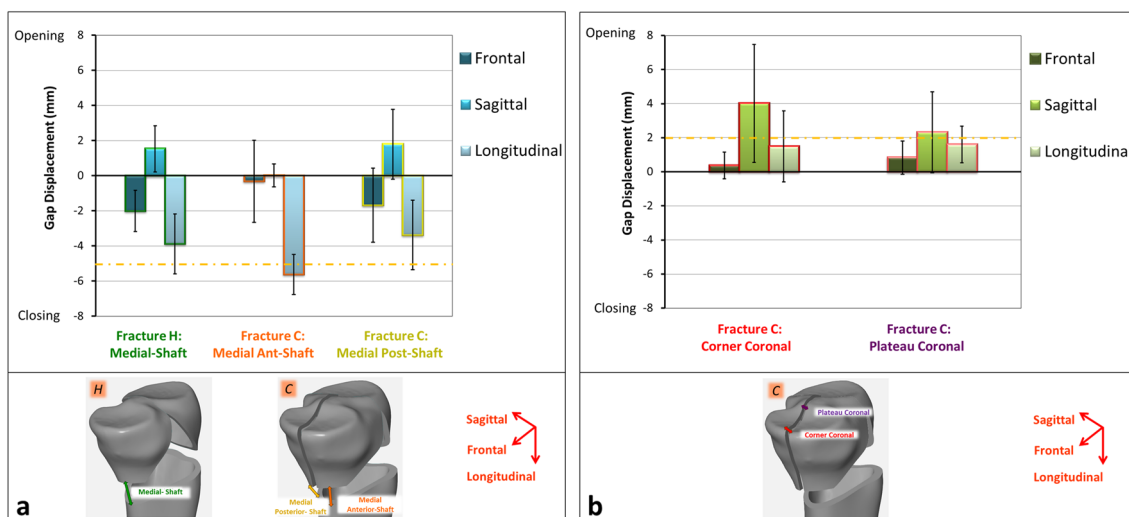 Opening
8
6
4
2
0
-2
-4
-6
-8
Closing
Gap Displacement (mm)
Frontal
Sagittal
Longitudinal
Fracture H:
Medial-Shaft
Fracture C:
Medial Ant-Shaft
Fracture C:
Medial Post-Shaft
H
Medial- Shaft
C
Medial
Posterior- Shaft
Medial
Anterior-Shaft
Sagittal
Frontal
Longitudinal
a
Opening
8
6
4
2
0
-2
-4
-6
-8
Closing
Gap Displacement (mm)
Frontal
Sagittal
Longitudinal
Fracture C:
Corner Coronal
Fracture C:
Plateau Coronal
C
Plateau Coronal
Corner Coronal
Sagittal
Frontal
Longitudinal
b